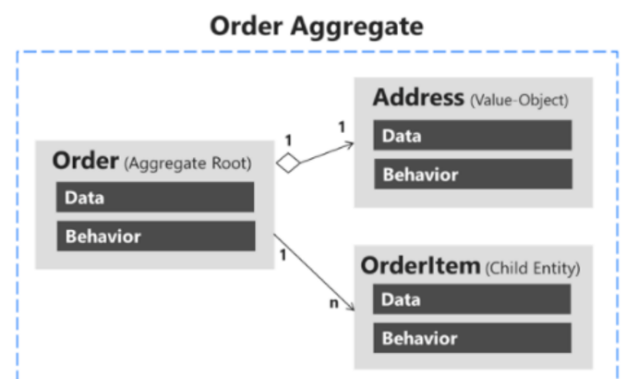 Order Aggregate
Order (Aggregate Root)
Data
Behavior
1
1
Address (Value-Object)
Data
Behavior
1
n
OrderItem (Child Entity)
Data
Behavior